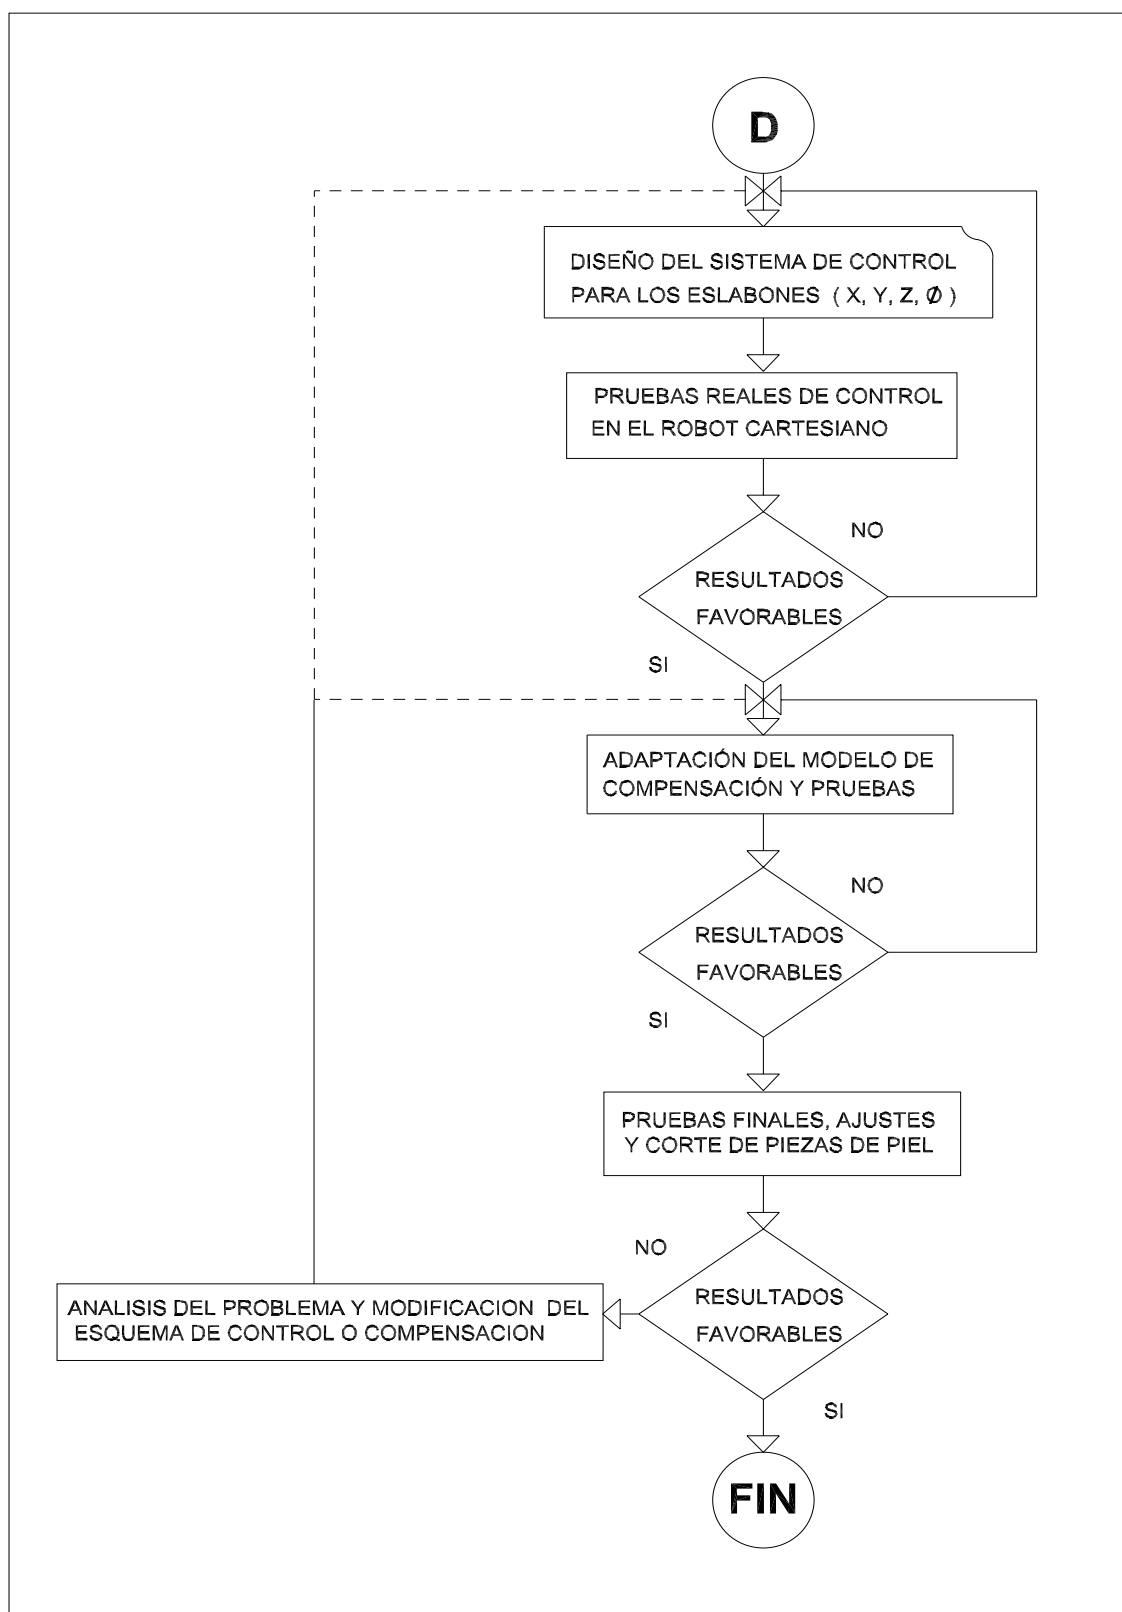 D
DISEÑO DEL SISTEMA DE CONTROL
PARA LOS ESLABONES ( X, Y, Z, Ø )
PRUEBAS REALES DE CONTROL
EN EL ROBOT CARTESIANO
NO
RESULTADOS
FAVORABLES
SI
ADAPTACIÓN DEL MODELO DE
COMPENSACIÓN Y PRUEBAS
NO
RESULTADOS
FAVORABLES
SI
PRUEBAS FINALES, AJUSTES
Y CORTE DE PIEZAS DE PIEL
NO
RESULTADOS
FAVORABLES
ANALISIS DEL PROBLEMA Y MODIFICACION DEL
ESQUEMA DE CONTROL O COMPENSACION
SI
FIN